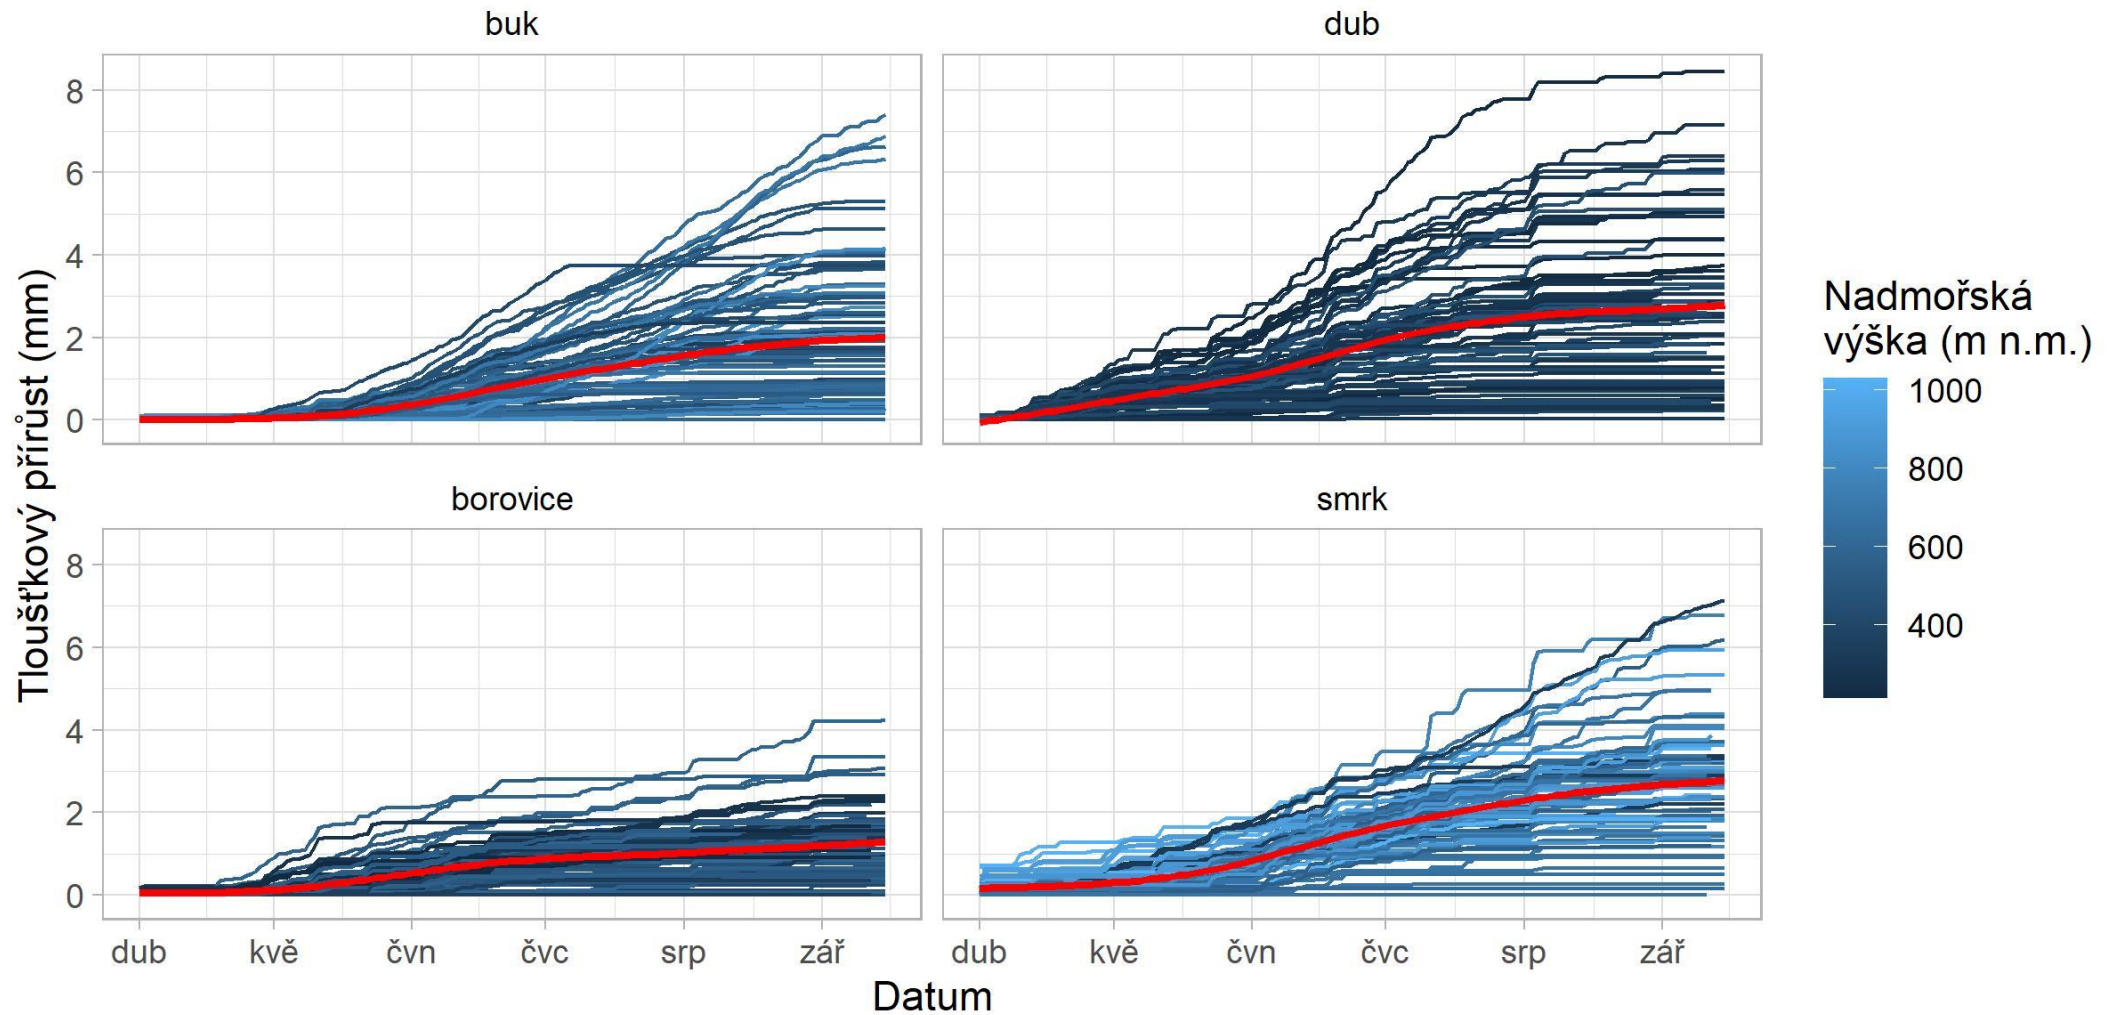 buk
dub
8
6
4
2
0
borovice
smrk
8
6
4
2
0
dub
kvě
čvn
čvc
srp
zář
dub
kvě
čvn
čvc
srp
zář
Datum
Tloušťkový přírůst (mm)
Nadmořská
výška (m n.m.)
1000
800
600
400